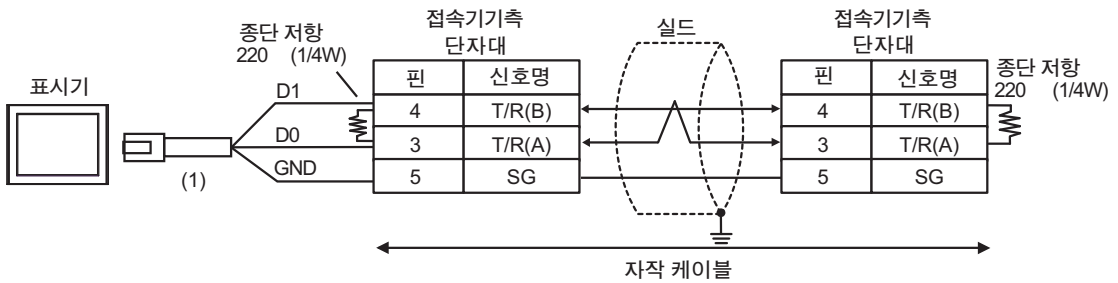 표시기
(1)
종단 저항
220 (1/4W)
D1
D0
GND
접속기기측
단자대
핀 신호명
4 T/R(B)
3 T/R(A)
5 SG
실드
접속기기측
단자대
핀 신호명
4 T/R(B)
3 T/R(A)
5 SG
종단 저항
220 (1/4W)
자작 케이블